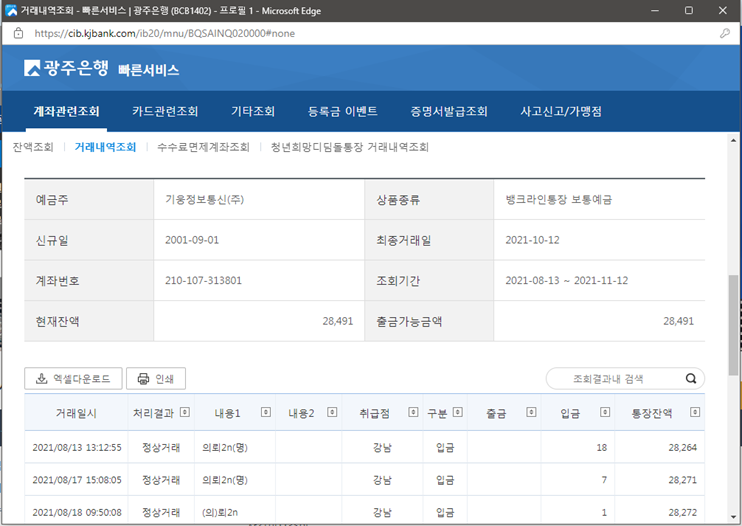 거래내역조회 - 빠른서비스 | 광주은행 (BCB1402) - 프로필 1 - Microsoft Edge
https://cib.kjbank.com/ib20/mnu/BQSAINQ020000#none
광주은행 빠른서비스
계좌관련조회 카드관련조회 기타조회 등록금 이벤트 증명서발급조회 사고신고/가맹점
잔액조회 거래내역조회 수수료면제계좌조회 청년희망디딤돌통장 거래내역조회
예금주 기웅정보통신(주) 상품종류 뱅크라인통장 보통예금
신규일 2001-09-01 최종거래일 2021-10-12
계좌번호 210-107-313801 조회기간 2021-08-13 ~ 2021-11-12
현재잔액 28,491 출금가능금액 28,491
엑셀다운로드 인쇄 조회결과내 검색
거래일시 처리결과 내용1 내용2 취급점 구분 출금 입금 통장잔액
2021/08/13 13:12:55 정상거래 의뢰2n(명) 강남 입금 18 28,264
2021/08/17 15:08:05 정상거래 의뢰2n(명) 강남 입금 7 28,271
2021/08/18 09:50:08 정상거래 (의)뢰2n 강남 입금 1 28,272